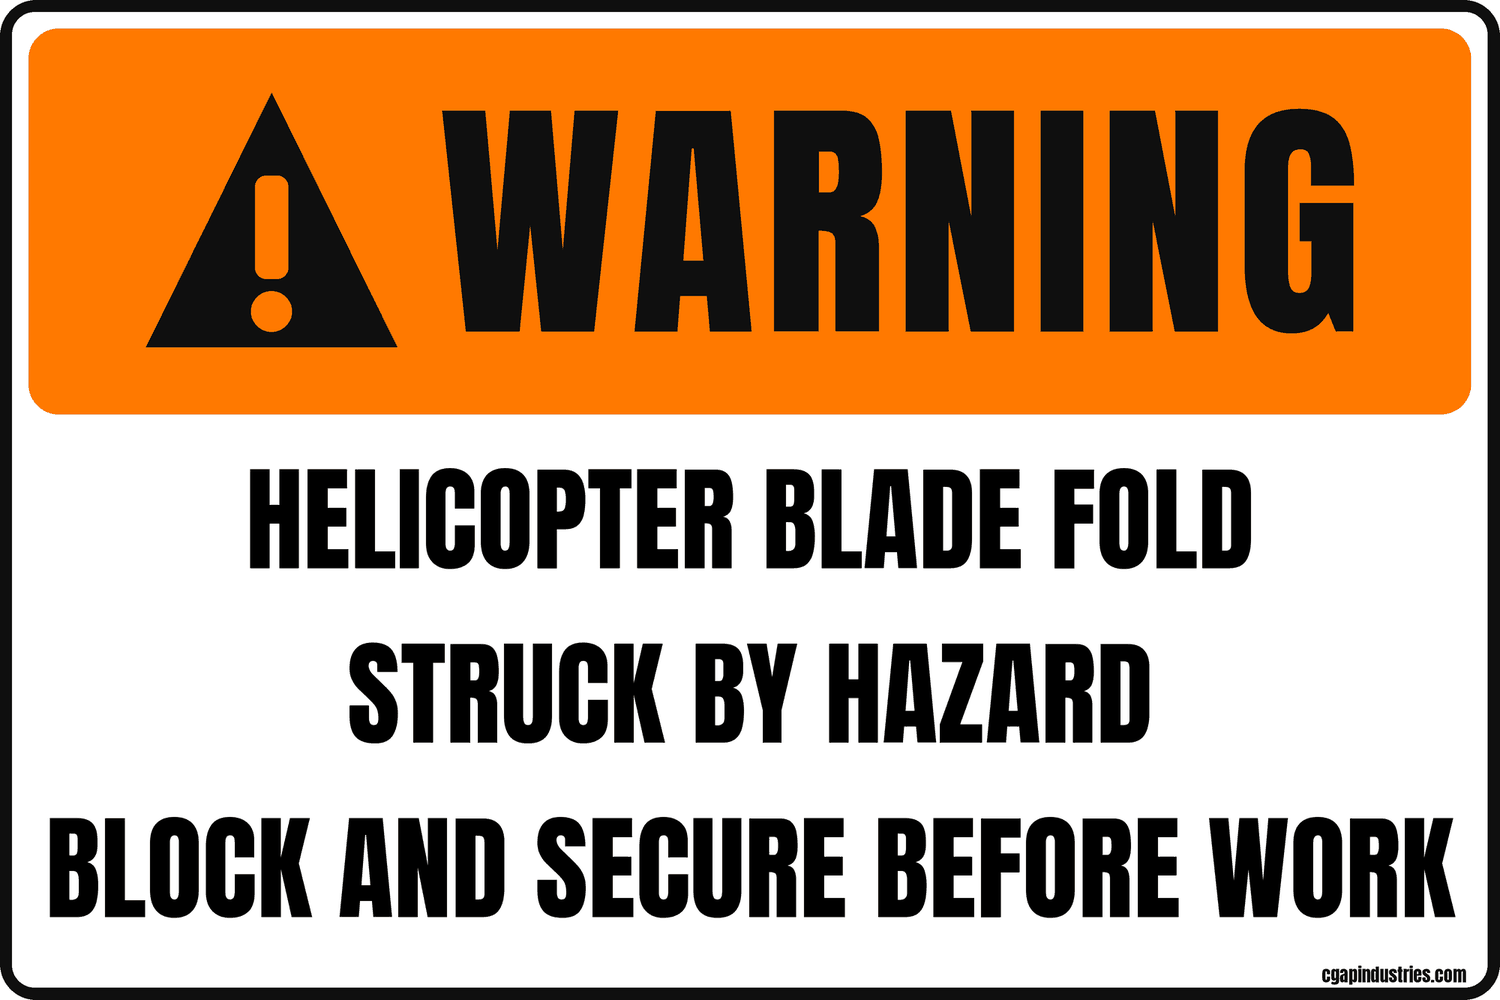 WARNING
HELICOPTER BLADE FOLD
STRUCK BY HAZARD
BLOCK AND SECURE BEFORE WORK
cgapindustries.com